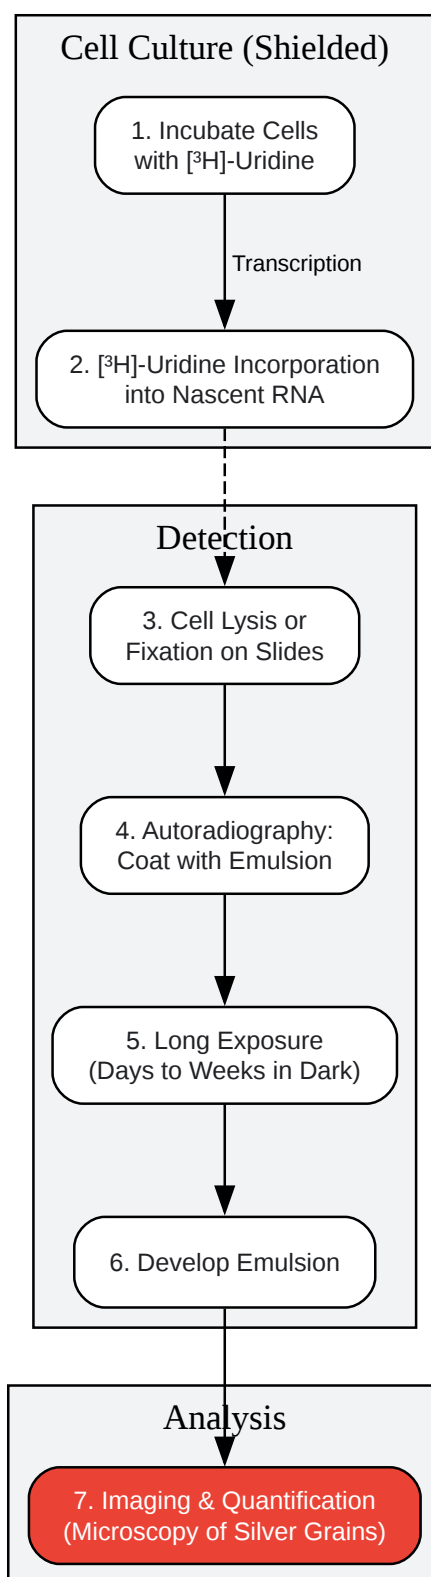 Cell Culture (Shielded)
1. Incubate Cells
with [³H]-Uridine
Transcription
2. [³H]-Uridine Incorporation
into Nascent RNA
Detection
3. Cell Lysis or
Fixation on Slides
4. Autoradiography:
Coat with Emulsion
5. Long Exposure
(Days to Weeks in Dark)
6. Develop Emulsion
Analysis
7. Imaging & Quantification
(Microscopy of Silver Grains)